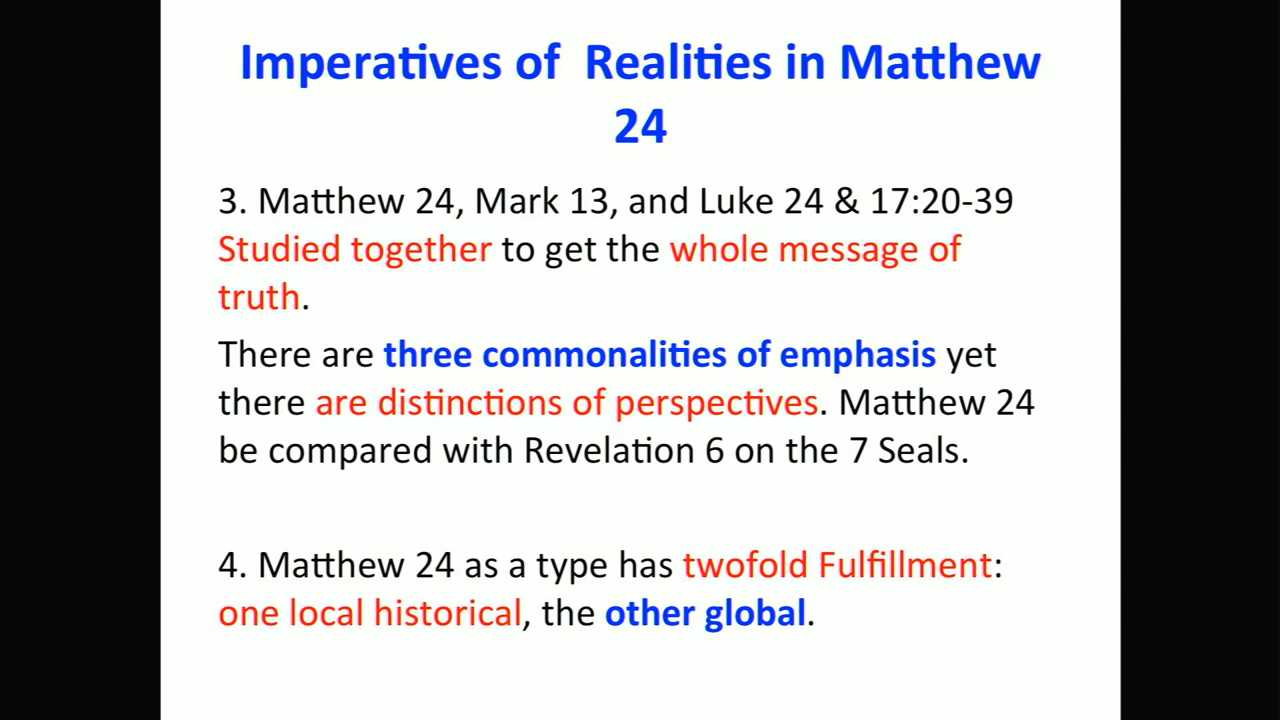 Imperatives of  Realities in Matthew
24
3. Matthew 24, Mark 13, and Luke 24 & 17:20-39
Studied together to get the whole message of
truth.
There are three commonalities of emphasis yet
there are distinctions of perspectives. Matthew 24
be compared with Revelation 6 on the 7 Seals.
4. Matthew 24 as a type has twofold Fulfillment:
one local historical, the other global.